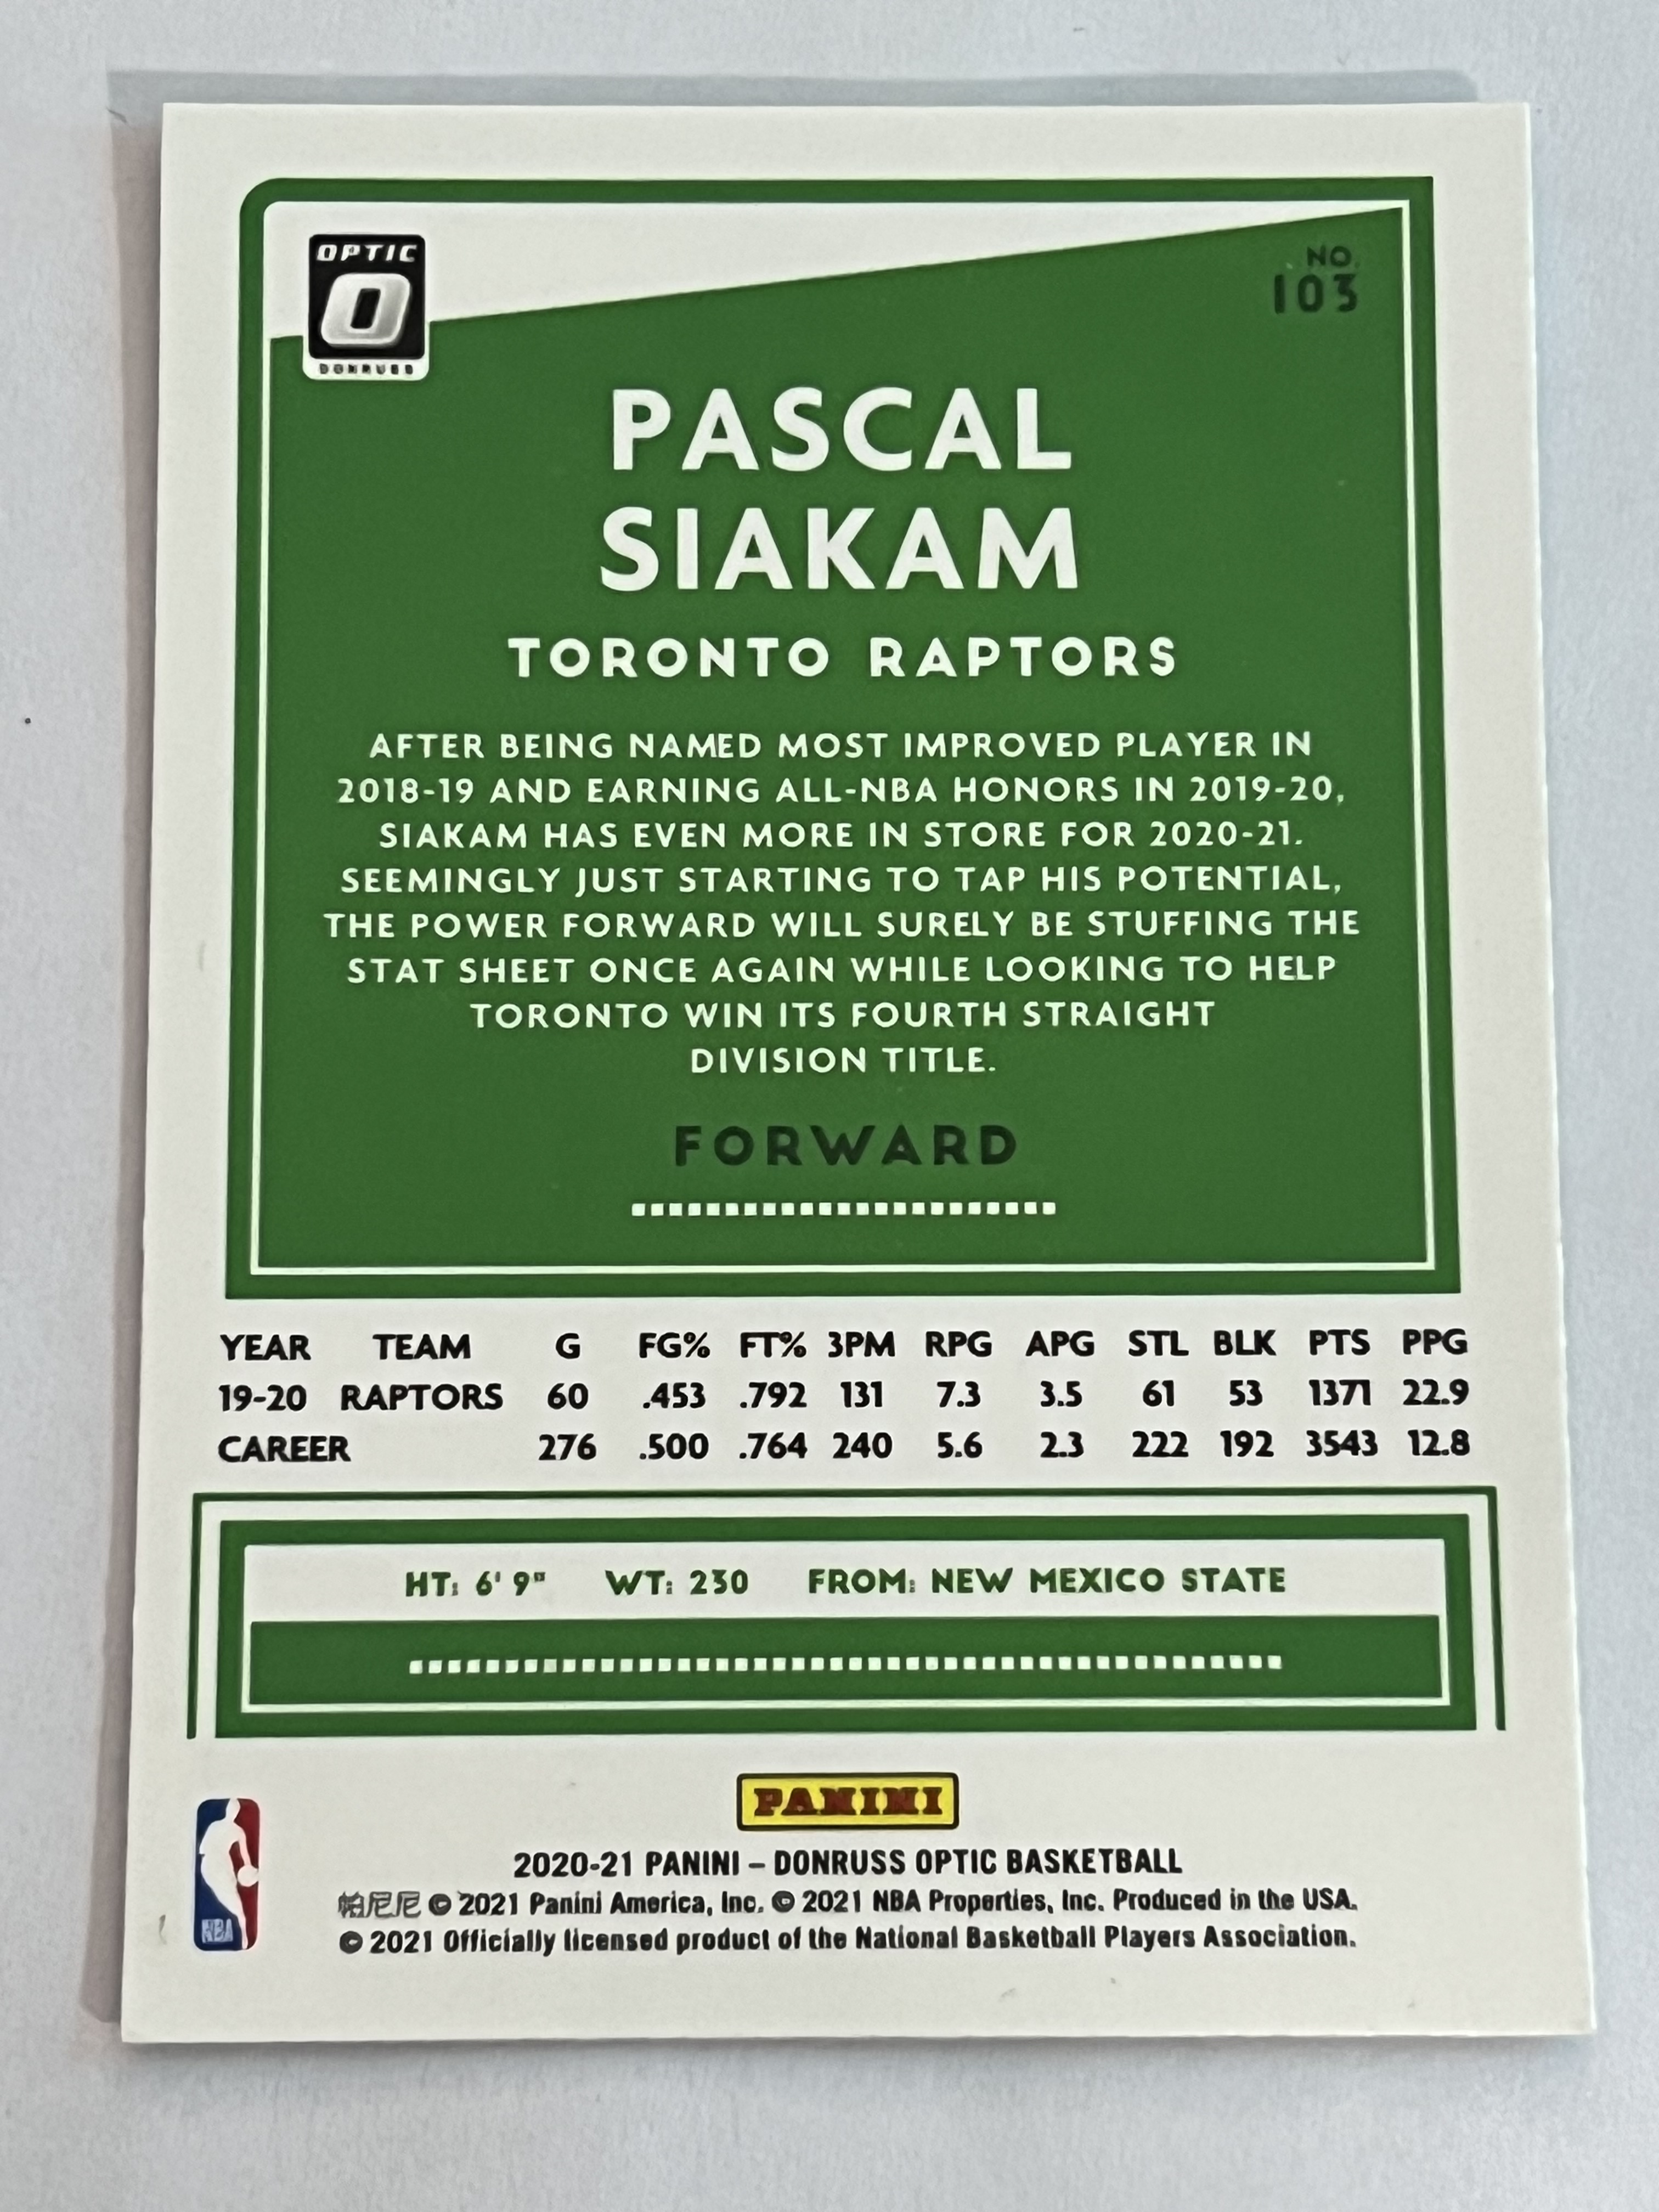 OPTIC
O
DONRUSS
NO.
103
PASCAL
SIAKAM
TORONTO RAPTORS
AFTER BEING NAMED MOST IMPROVED PLAYER IN
2018-19 AND EARNING ALL-NBA HONORS IN 2019-20,
SIAKAM HAS EVEN MORE IN STORE FOR 2020-21.
SEEMINGLY JUST STARTING TO TAP HIS POTENTIAL,
THE POWER FORWARD WILL SURELY BE STUFFING THE
STAT SHEET ONCE AGAIN WHILE LOOKING TO HELP
TORONTO WIN ITS FOURTH STRAIGHT
DIVISION TITLE.
FORWARD
YEAR TEAM G FG% FT% 3PM RPG APG STL BLK PTS PPG
19-20 RAPTORS 60 .453 .792 131 7.3 3.5 61 53 1371 22.9
CAREER 276 .500 .764 240 5.6 2.3 222 192 3543 12.8
HT: 6' 9" WT: 230 FROM: NEW MEXICO STATE
PANINI
2020-21 PANINI – DONRUSS OPTIC BASKETBALL
帕尼尼 © 2021 Panini America, Inc. © 2021 NBA Properties, Inc. Produced in the USA.
© 2021 Officially licensed product of the National Basketball Players Association.
NBA